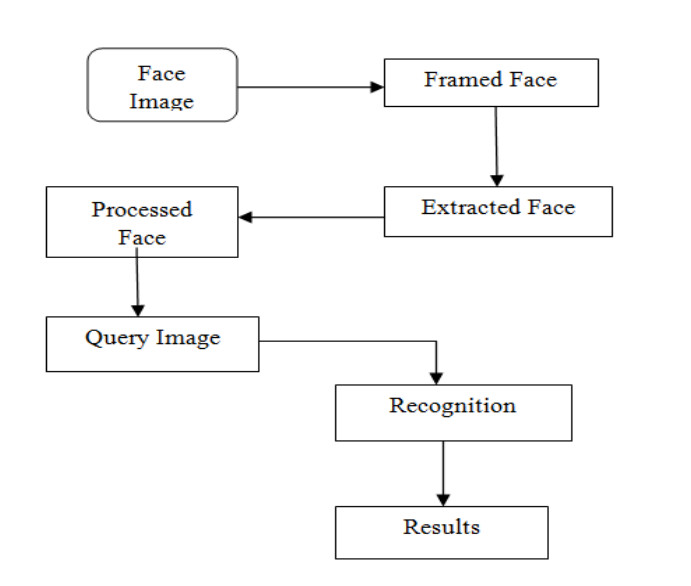 Face
Image
Framed Face
Extracted Face
Processed
Face
Query Image
Recognition
Results